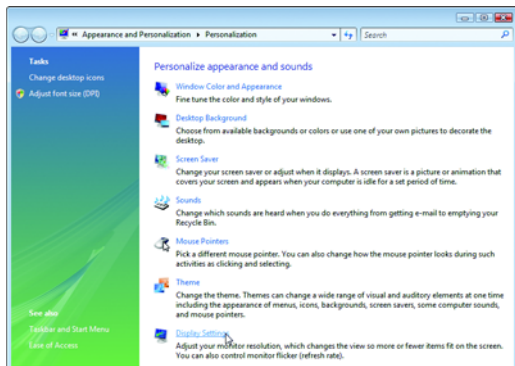 « Appearance and Personalization ▸ Personalization
Search
Tasks
Change desktop icons
Adjust font size (DPI)
See also
Taskbar and Start Menu
Ease of Access
Personalize appearance and sounds
Window Color and Appearance
Fine tune the color and style of your windows.
Desktop Background
Choose from available backgrounds or colors or use one of your own pictures to decorate the
desktop.
Screen Saver
Change your screen saver or adjust when it displays. A screen saver is a picture or animation that
covers your screen and appears when your computer is idle for a set period of time.
Sounds
Change which sounds are heard when you do everything from getting e-mail to emptying your
Recycle Bin.
Mouse Pointers
Pick a different mouse pointer. You can also change how the mouse pointer looks during such
activities as clicking and selecting.
Theme
Change the theme. Themes can change a wide range of visual and auditory elements at one time
including the appearance of menus, icons, backgrounds, screen savers, some computer sounds,
and mouse pointers.
Display Settings
Adjust your monitor resolution, which changes the view so more or fewer items fit on the screen.
You can also control monitor flicker (refresh rate).